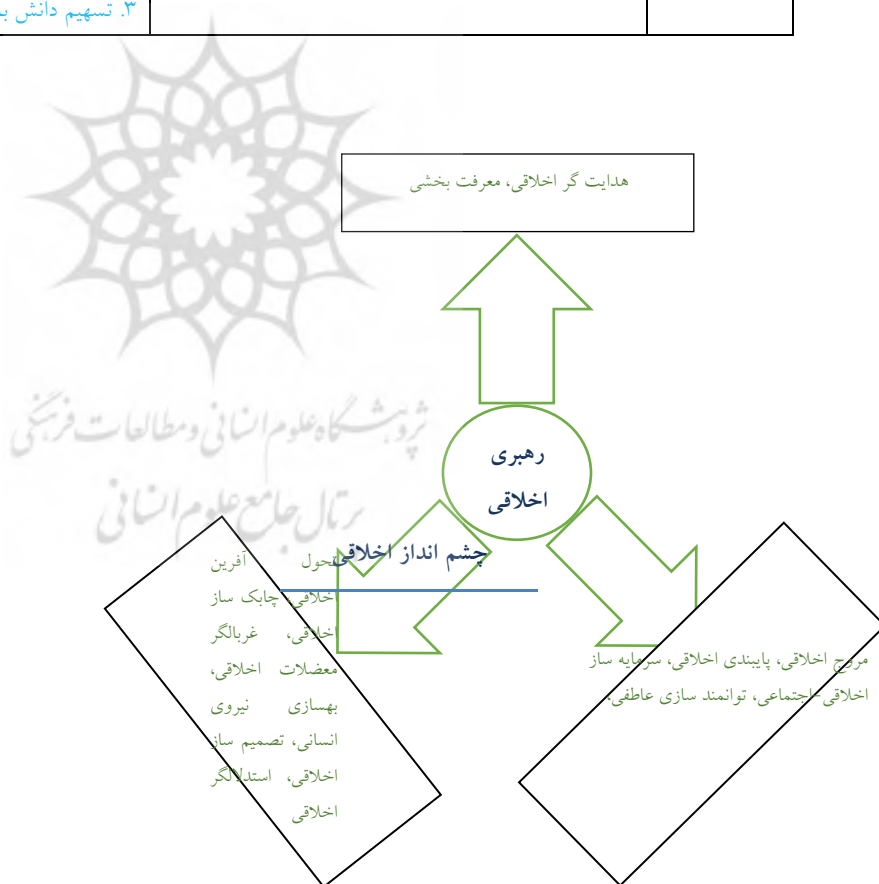 ۳. تسهیم دانش
هدایت گر اخلاقی، معرفت بخشی
پژوهشگاه علوم انسانی و مطالعات فرهنگی
پرتال جامع علوم انسانی
رهبری
اخلاقی
چشم انداز اخلاقی
تحول آفرین
اخلاقی، چابک ساز
اخلاقی، غربالگر
معضلات اخلاقی،
بهسازی نیروی
انسانی، تصمیم ساز
اخلاقی، استدلالگر
اخلاقی
مروج اخلاقی، پایبندی اخلاقی، سرمایه ساز
اخلاقی-اجتماعی، توانمند سازی عاطفی.